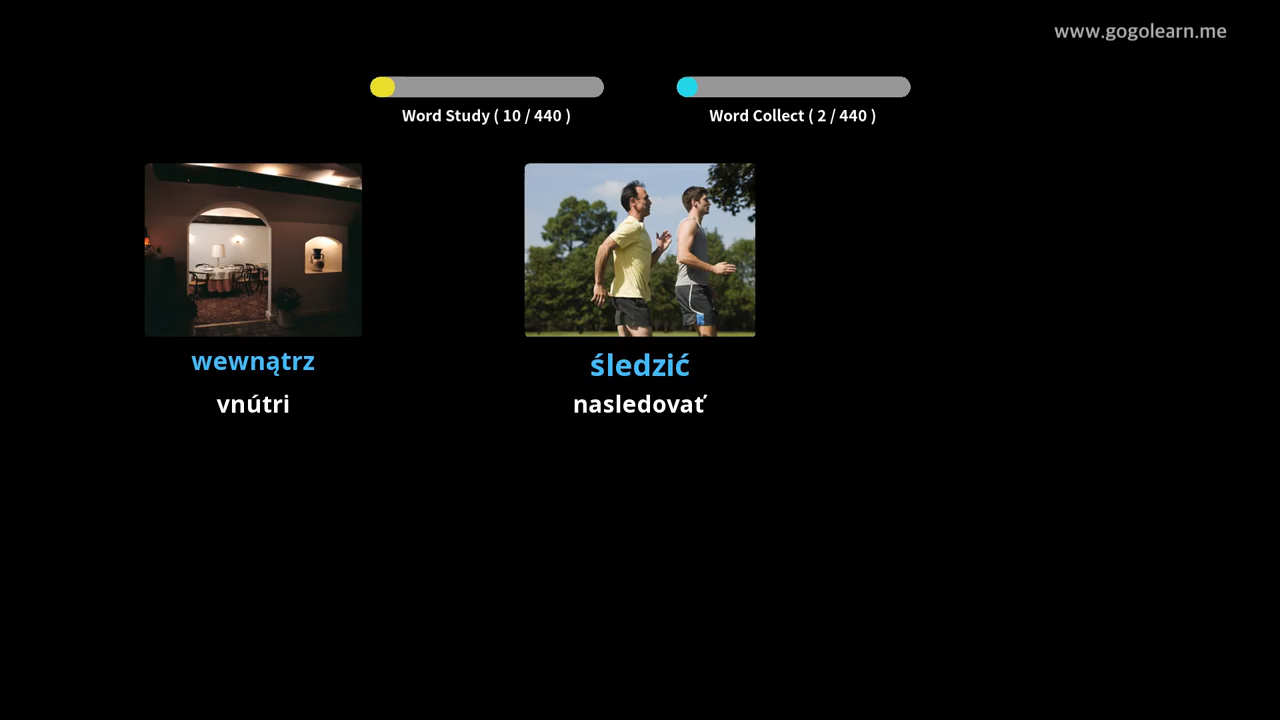 www.gogolearn.me
Word Study ( 10 / 440 )
Word Collect ( 2 / 440 )
wewnątrz
vnútri
śledzić
nasledovať